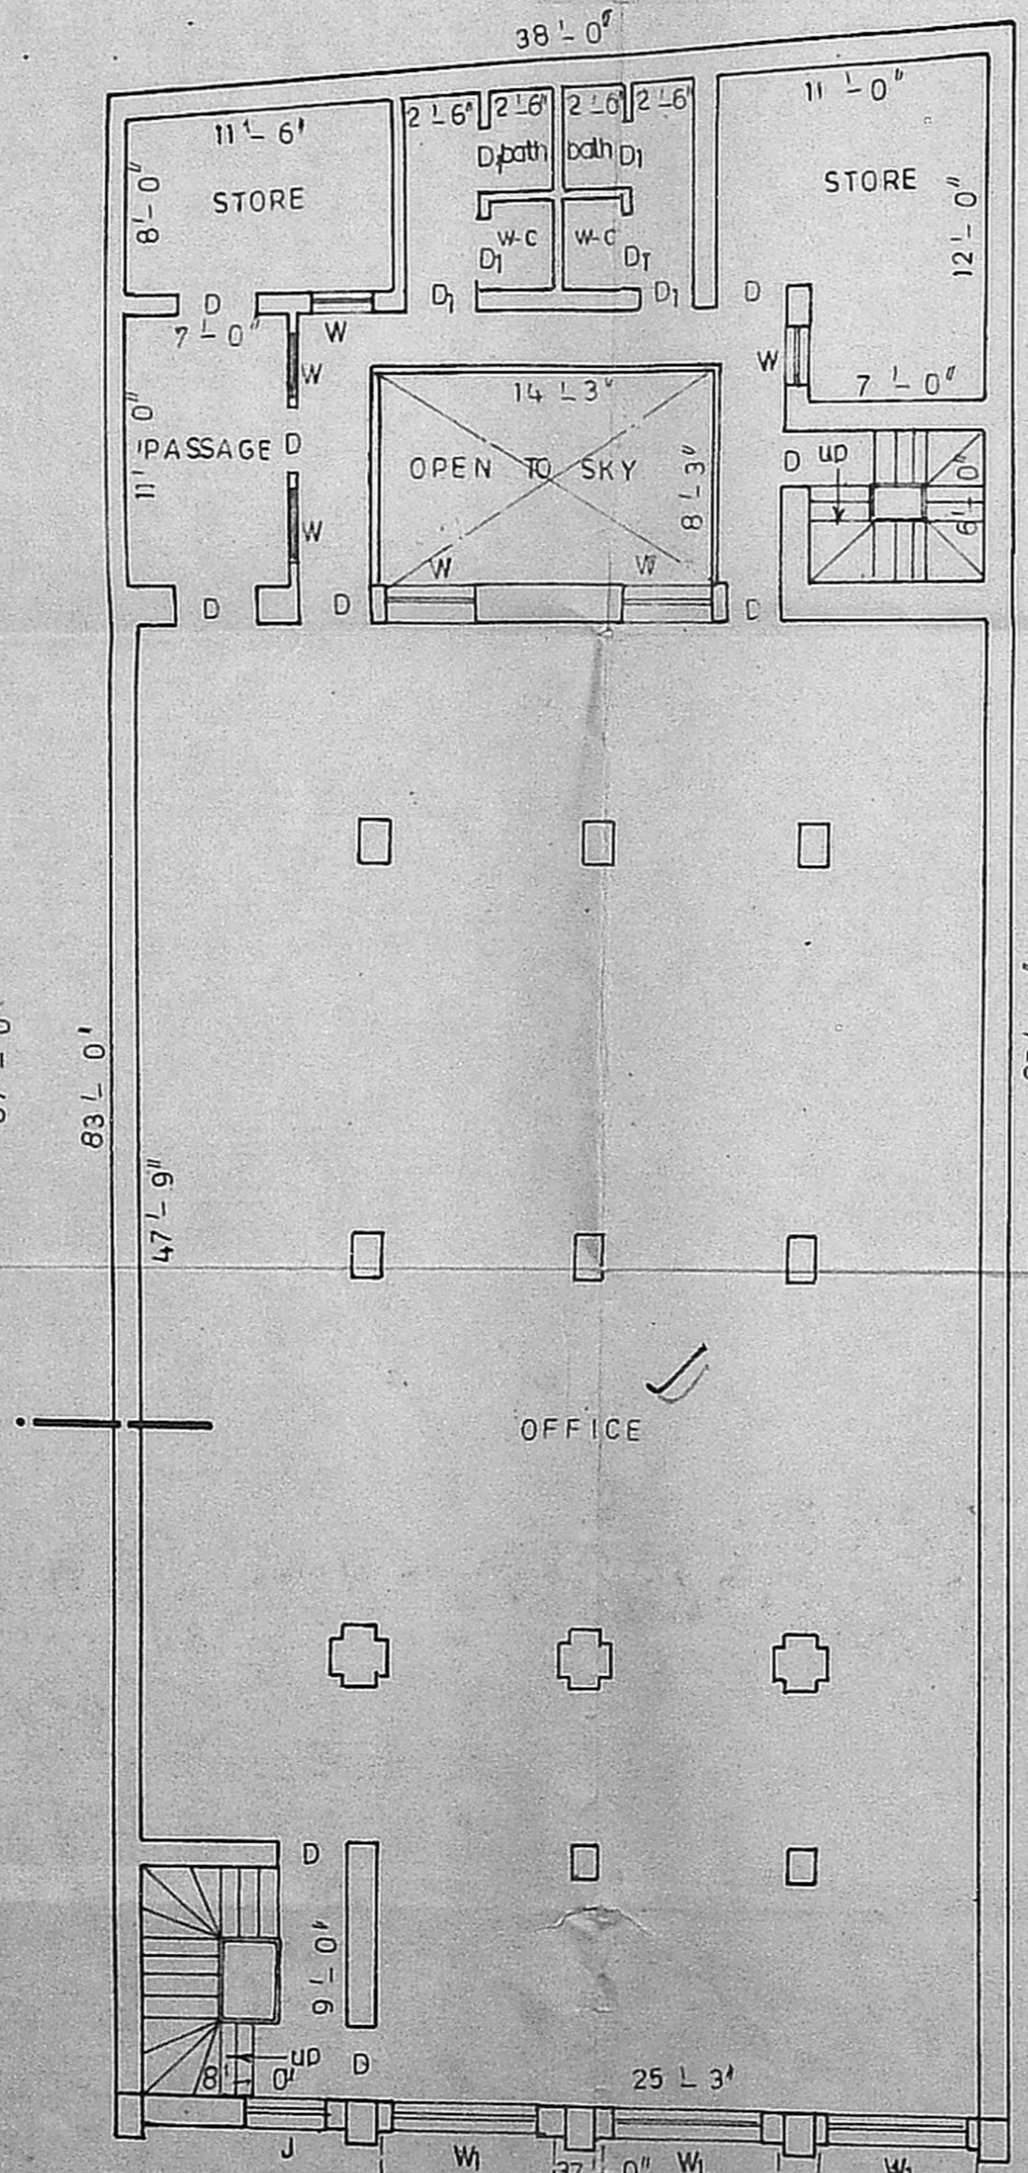 38'-0"
11'-6"
2'-6" 2'-6" 2'-6" 2'-6"
11'-0"
8'-0"
STORE
D1 bath bath D1
STORE
12'-0"
W-C W-C
D1 D1
D D1 D1 D
7'-0"
W
W
W
7'-0"
14'-3"
11'-0"
PASSAGE D
OPEN TO SKY
8'-3"
D up
6'-0"
W
W W
D D D
83'-0"
47'-9"
OFFICE
D
9'-0"
up D
8'-0"
25'-3"
J W1 37'-0" W1 W1